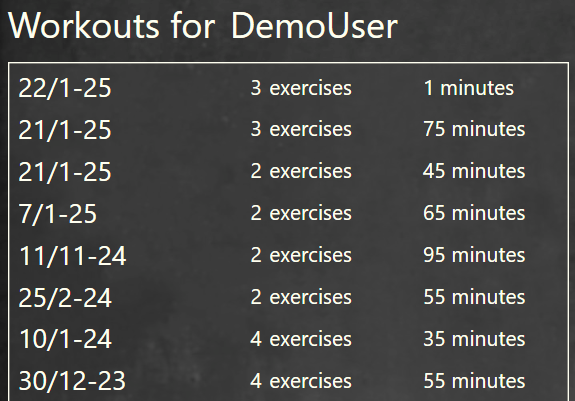 Workouts for DemoUser
22/1-25 3 exercises 1 minutes
21/1-25 3 exercises 75 minutes
21/1-25 2 exercises 45 minutes
7/1-25 2 exercises 65 minutes
11/11-24 2 exercises 95 minutes
25/2-24 2 exercises 55 minutes
10/1-24 4 exercises 35 minutes
30/12-23 4 exercises 55 minutes